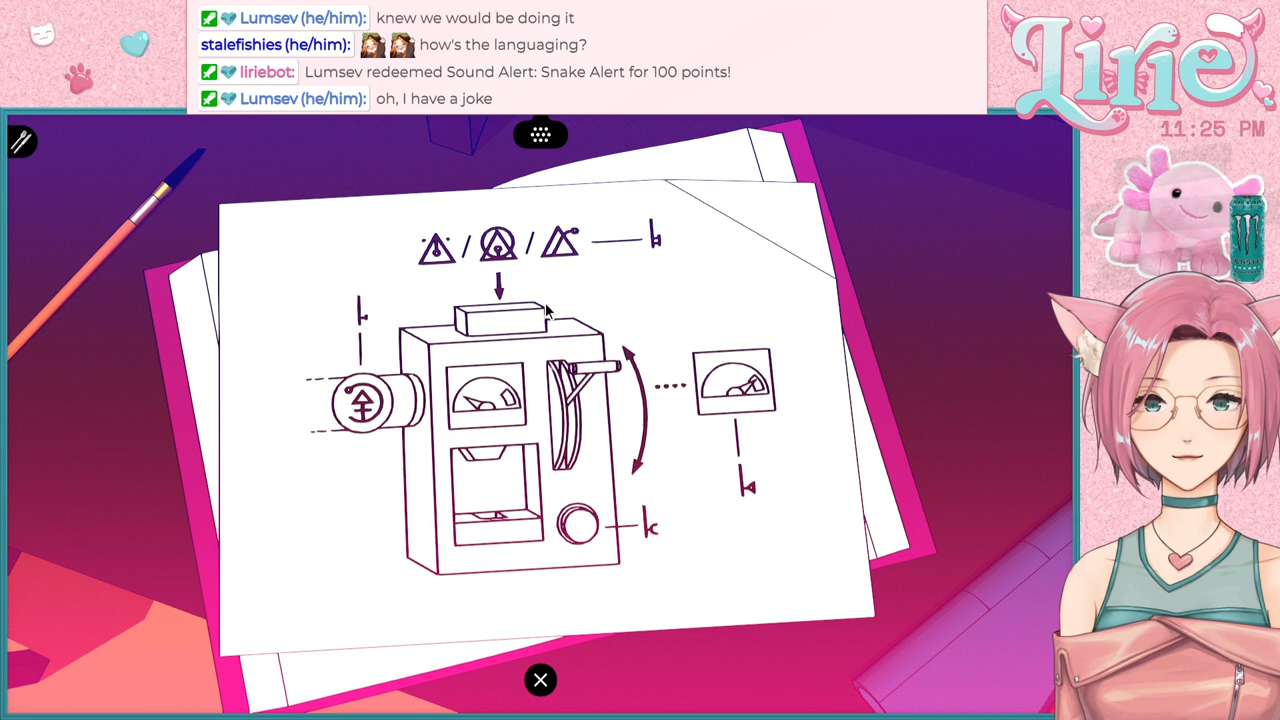 Lumsev (he/him): knew we would be doing it
stalefishies (he/him): how's the languaging?
liriebot: Lumsev redeemed Sound Alert: Snake Alert for 100 points!
Lumsev (he/him): oh, I have a joke
Lirie
11:25 PM